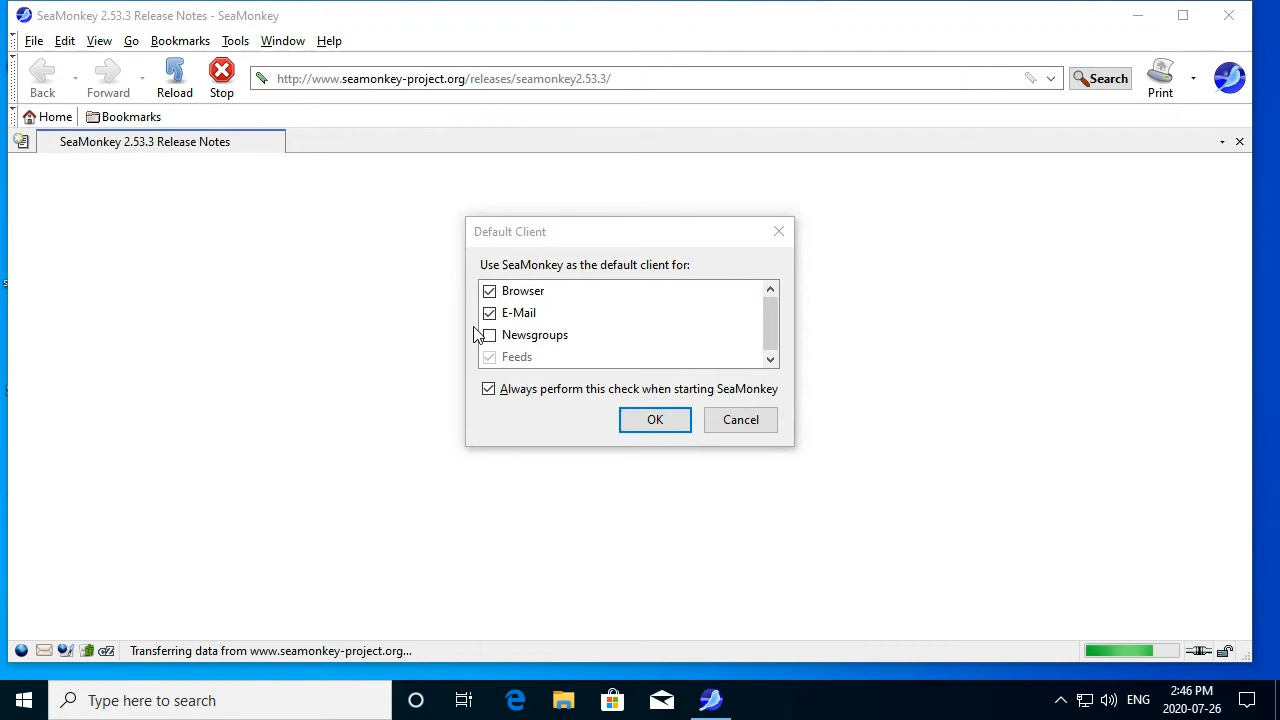 SeaMonkey 2.53.3 Release Notes - SeaMonkey
File Edit View Go Bookmarks Tools Window Help
Back Forward Reload Stop http://www.seamonkey-project.org/releases/seamonkey2.53.3/ Search Print
Home Bookmarks
SeaMonkey 2.53.3 Release Notes
Default Client
Use SeaMonkey as the default client for:
Browser
E-Mail
Newsgroups
Feeds
Always perform this check when starting SeaMonkey
OK Cancel
Transferring data from www.seamonkey-project.org...
Type here to search
ENG
2:46 PM
2020-07-26